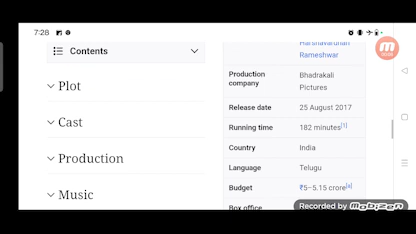 7:28
Contents
Plot
Cast
Production
Music
Harshavardhan
Rameshwar
Production company Bhadrakali Pictures
Release date 25 August 2017
Running time 182 minutes[1]
Country India
Language Telugu
Budget ₹5–5.15 crore[a]
Box office
Recorded by Mobizen